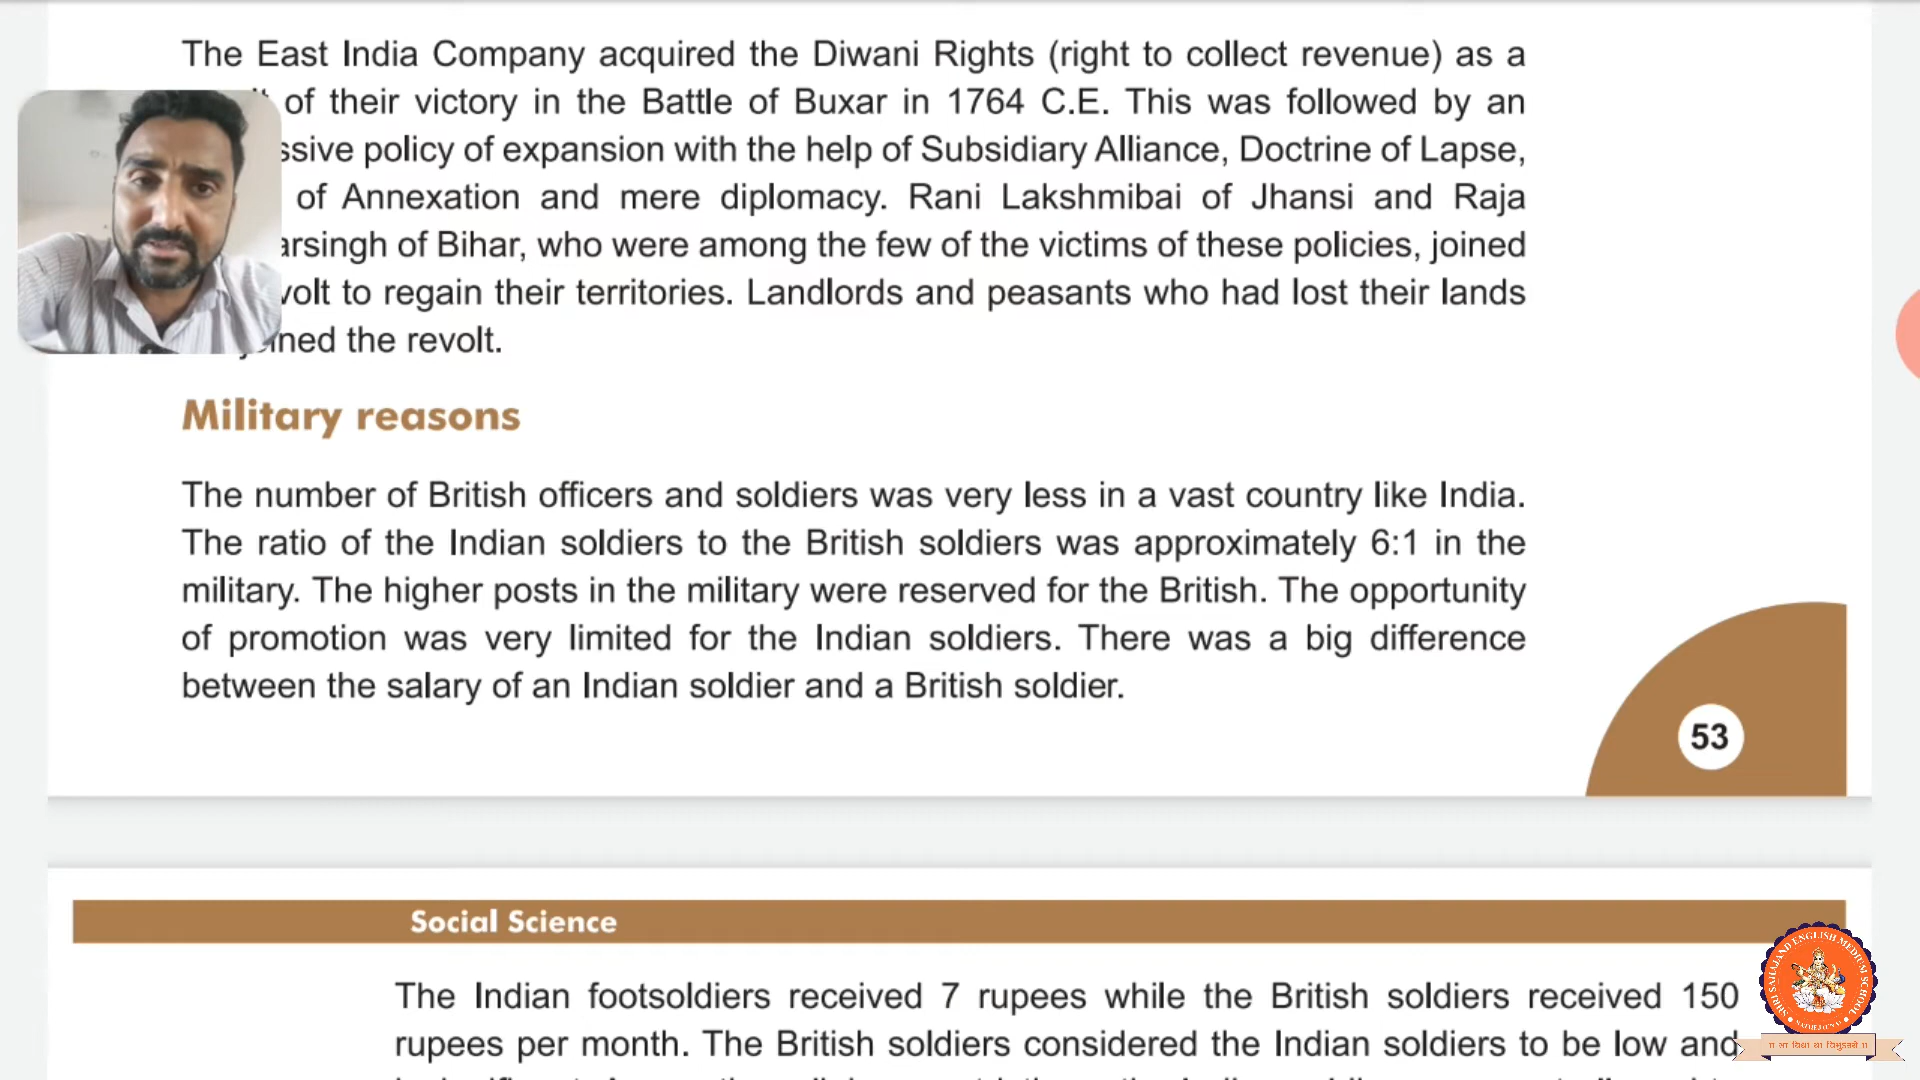 The East India Company acquired the Diwani Rights (right to collect revenue) as a
of their victory in the Battle of Buxar in 1764 C.E. This was followed by an
policy of expansion with the help of Subsidiary Alliance, Doctrine of Lapse,
of Annexation and mere diplomacy. Rani Lakshmibai of Jhansi and Raja
of Bihar, who were among the few of the victims of these policies, joined
to regain their territories. Landlords and peasants who had lost their lands
the revolt.
Military reasons
The number of British officers and soldiers was very less in a vast country like India.
The ratio of the Indian soldiers to the British soldiers was approximately 6:1 in the
military. The higher posts in the military were reserved for the British. The opportunity
of promotion was very limited for the Indian soldiers. There was a big difference
between the salary of an Indian soldier and a British soldier.
53
Social Science
The Indian footsoldiers received 7 rupees while the British soldiers received 150
rupees per month. The British soldiers considered the Indian soldiers to be low and
SHRI SAHAJANAND ENGLISH MEDIUM SCHOOL
॥ सा विद्या या विमुक्तये ॥